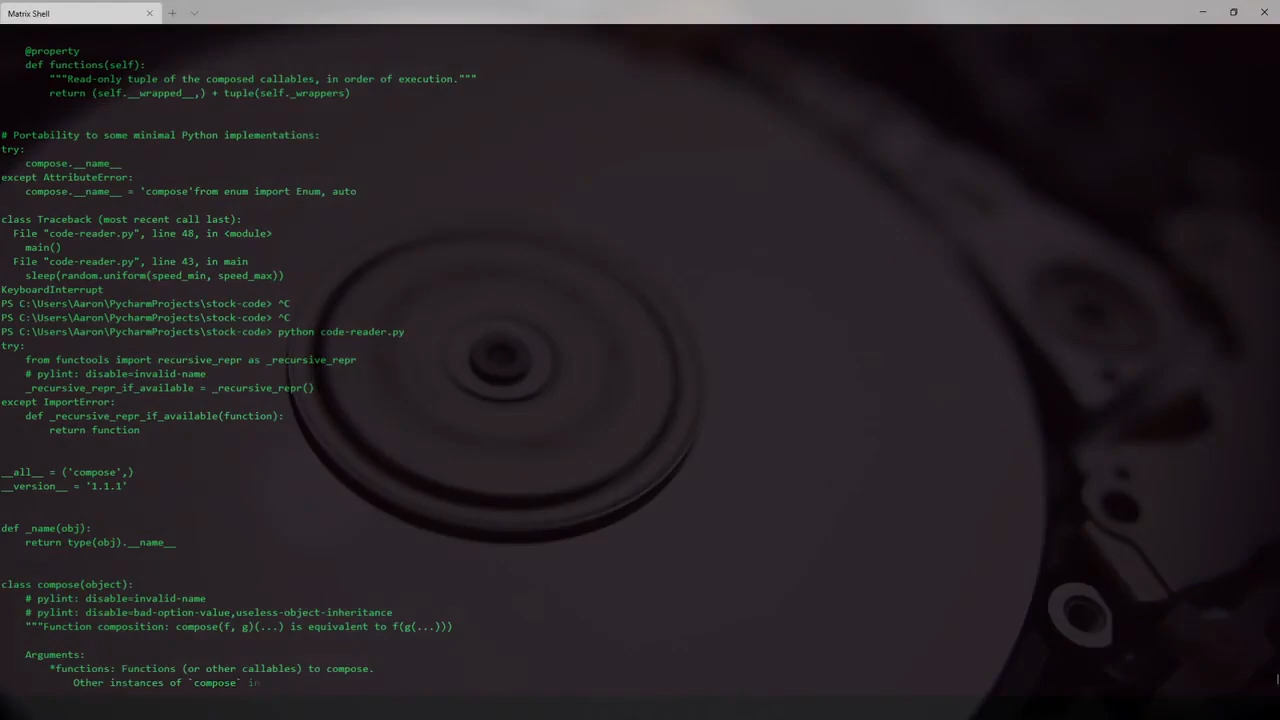 Matrix Shell
    @property
    def functions(self):
        """Read-only tuple of the composed callables, in order of execution."""
        return (self.__wrapped__,) + tuple(self._wrappers)
# Portability to some minimal Python implementations:
try:
    compose.__name__
except AttributeError:
    compose.__name__ = 'compose'from enum import Enum, auto
class Traceback (most recent call last):
  File "code-reader.py", line 48, in <module>
    main()
  File "code-reader.py", line 43, in main
    sleep(random.uniform(speed_min, speed_max))
KeyboardInterrupt
PS C:\Users\Aaron\PycharmProjects\stock-code> ^C
PS C:\Users\Aaron\PycharmProjects\stock-code> ^C
PS C:\Users\Aaron\PycharmProjects\stock-code> python code-reader.py
try:
    from functools import recursive_repr as _recursive_repr
    # pylint: disable=invalid-name
    _recursive_repr_if_available = _recursive_repr()
except ImportError:
    def _recursive_repr_if_available(function):
        return function
__all__ = ('compose',)
__version__ = '1.1.1'
def _name(obj):
    return type(obj).__name__
class compose(object):
    # pylint: disable=invalid-name
    # pylint: disable=bad-option-value,useless-object-inheritance
    """Function composition: compose(f, g)(...) is equivalent to f(g(...)))
    Arguments:
        *functions: Functions (or other callables) to compose.
            Other instances of `compose` in